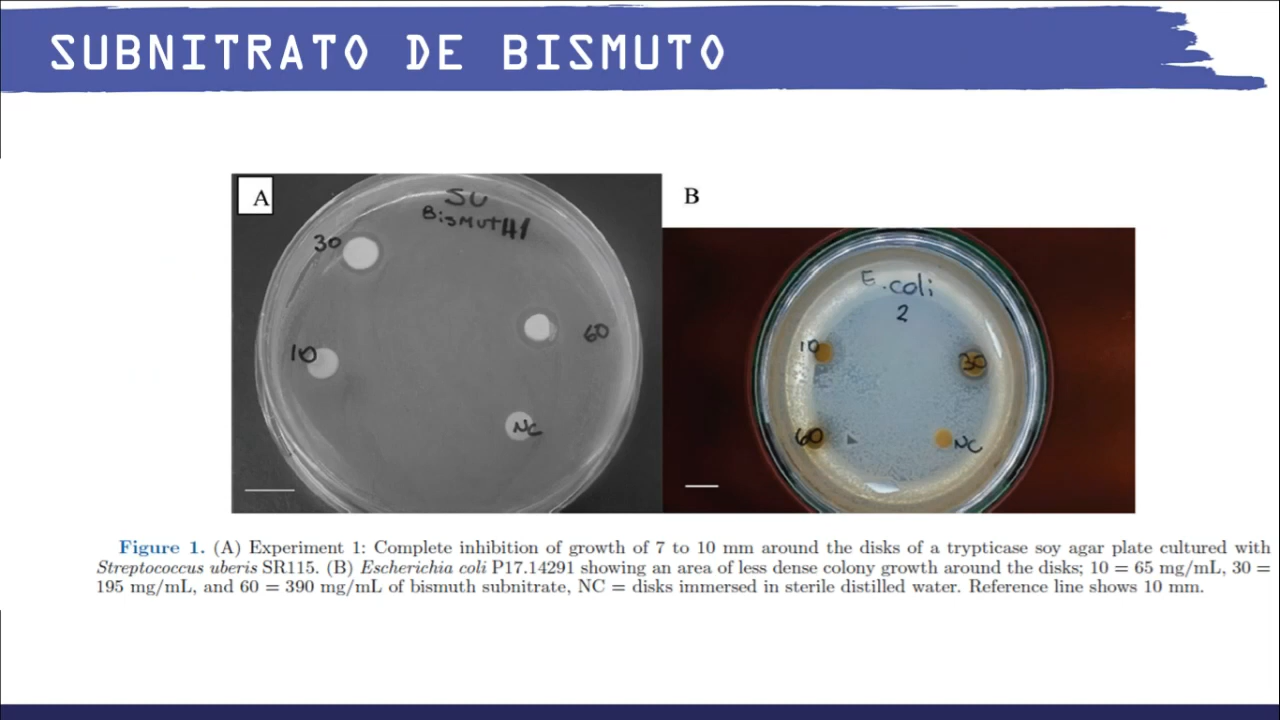 SUBNITRATO DE BISMUTO
A
SU
BISMUTH1
30
10
60
NC
B
E.coli
2
10
30
60
NC
Figure 1. (A) Experiment 1: Complete inhibition of growth of 7 to 10 mm around the disks of a trypticase soy agar plate cultured with
Streptococcus uberis SR115. (B) Escherichia coli P17.14291 showing an area of less dense colony growth around the disks; 10 = 65 mg/mL, 30 =
195 mg/mL, and 60 = 390 mg/mL of bismuth subnitrate, NC = disks immersed in sterile distilled water. Reference line shows 10 mm.